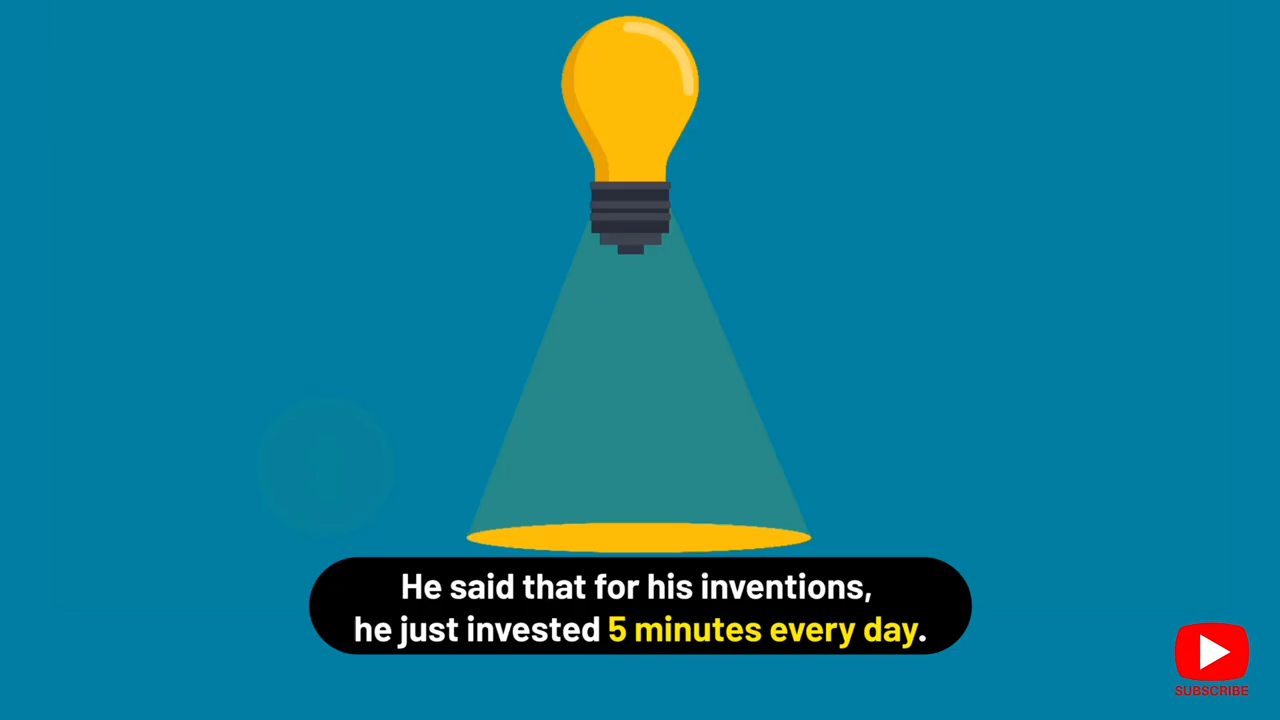 He said that for his inventions,
he just invested 5 minutes every day.
SUBSCRIBE